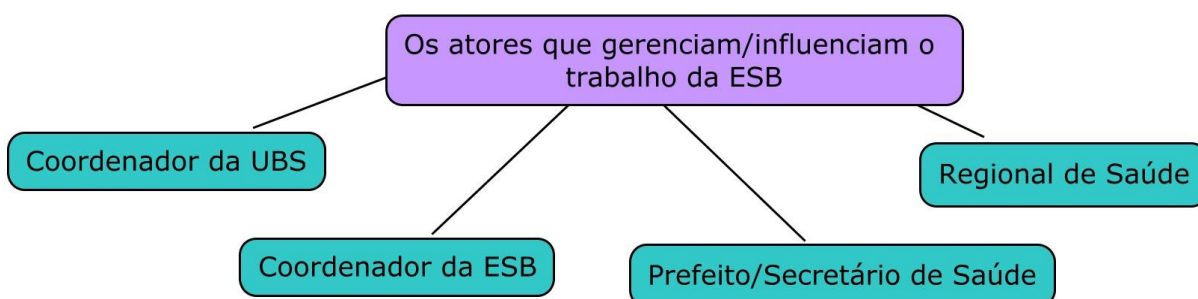 Os atores que gerenciam/influenciam o
trabalho da ESB
Coordenador da UBS
Regional de Saúde
Coordenador da ESB
Prefeito/Secretário de Saúde